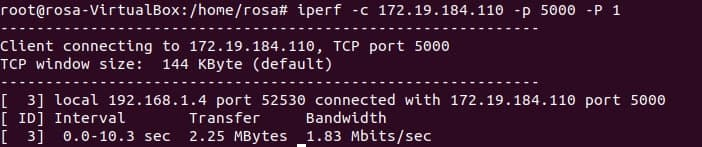 root@rosa-VirtualBox:/home/rosa# iperf -c 172.19.184.110 -p 5000 -P 1
------------------------------------------------------------
Client connecting to 172.19.184.110, TCP port 5000
TCP window size:  144 KByte (default)
------------------------------------------------------------
[  3] local 192.168.1.4 port 52530 connected with 172.19.184.110 port 5000
[ ID] Interval       Transfer     Bandwidth
[  3]  0.0-10.3 sec  2.25 MBytes  1.83 Mbits/sec